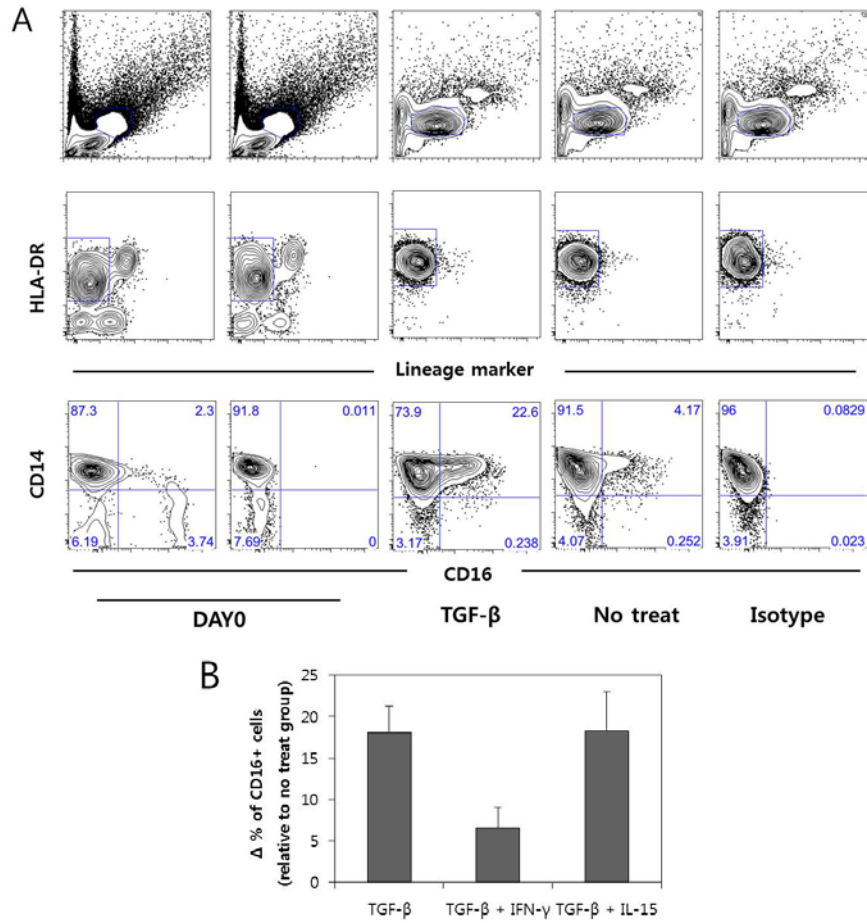 A
HLA-DR
Lineage marker
87.3 2.3 91.8 0.011 73.9 22.6 91.5 4.17 96 0.0829
CD14
6.19 3.74 7.69 0 3.17 0.238 4.07 0.252 3.91 0.023
CD16
DAY0 TGF-β No treat Isotype
B
Δ % of CD16+ cells
(relative to no treat group)
25
20
15
10
5
0
TGF-β TGF-β + IFN-γ TGF-β + IL-15